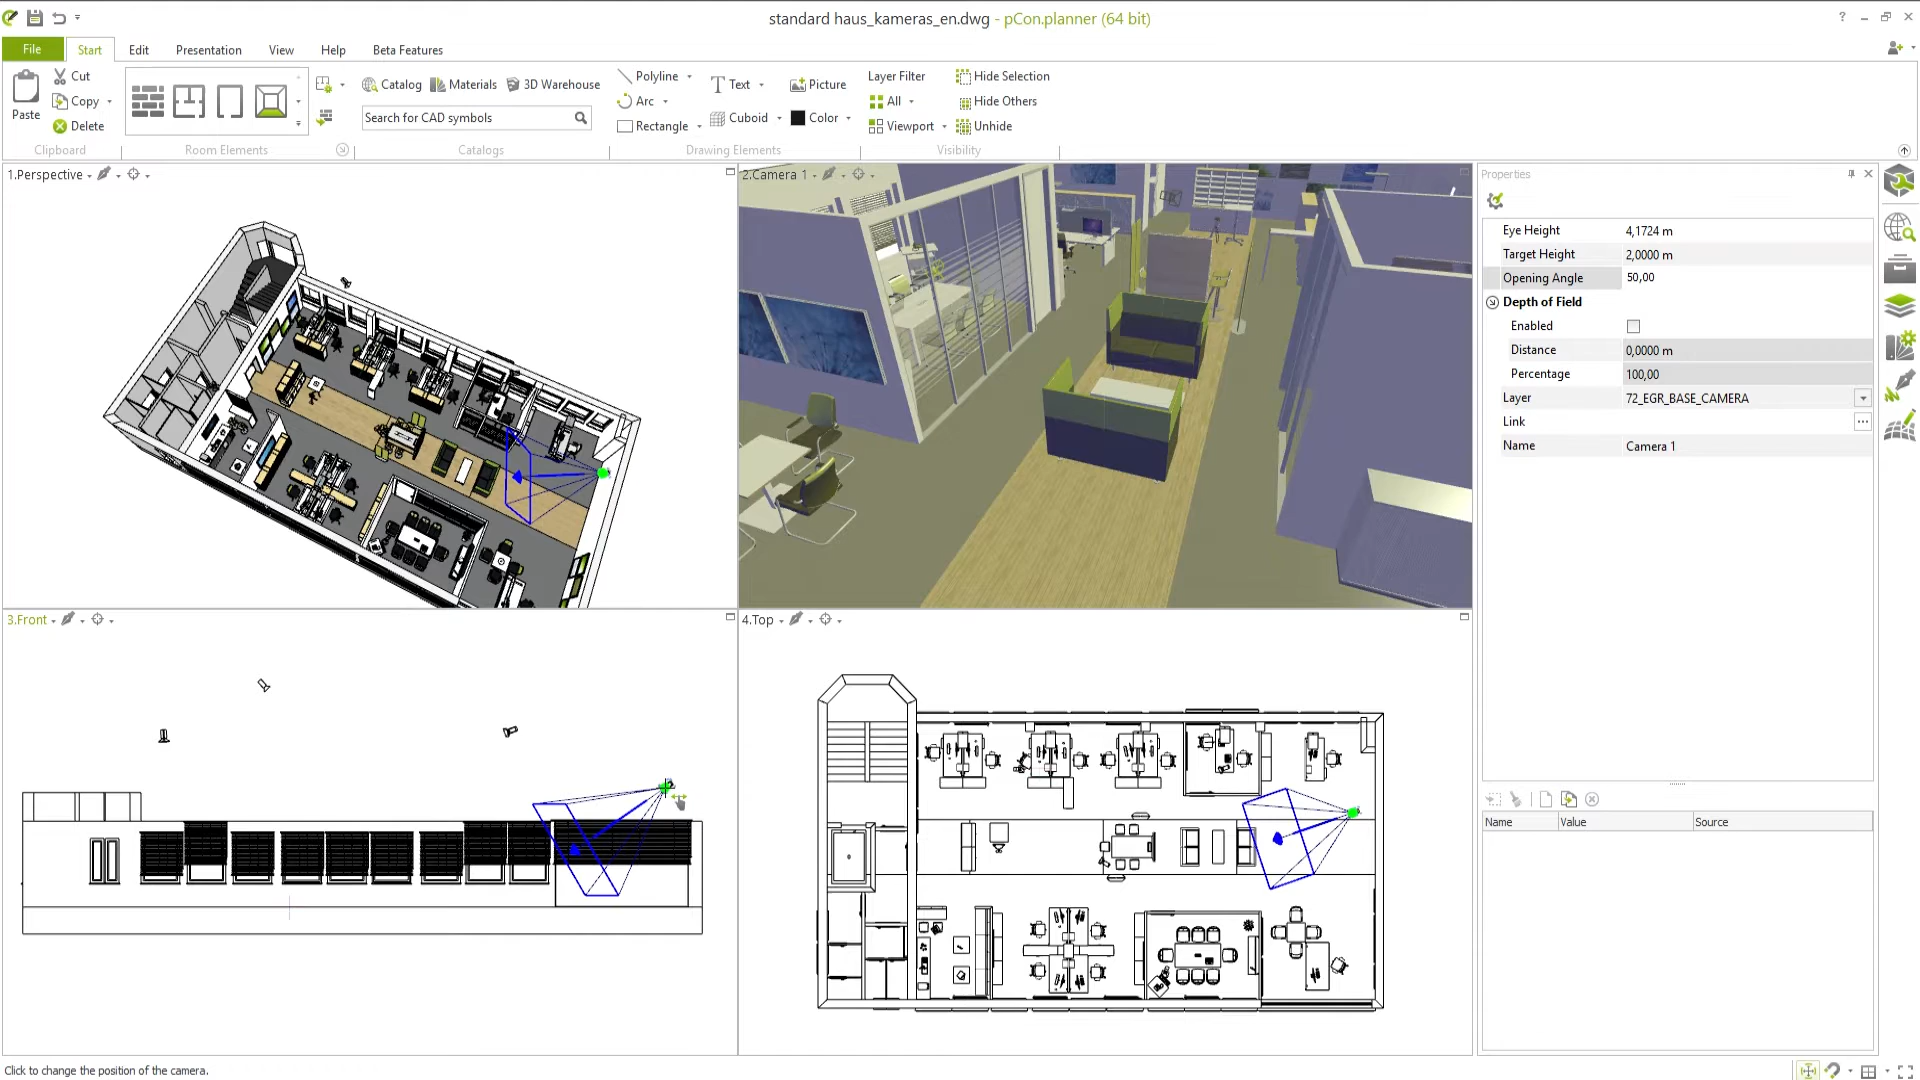 standard haus_kameras_en.dwg - pCon.planner (64 bit)
File Start Edit Presentation View Help Beta Features
Paste
Cut
Copy
Delete
Clipboard
Room Elements
Catalog Materials 3D Warehouse
Search for CAD symbols
Catalogs
Polyline Text Picture
Arc
Rectangle Cuboid Color
Drawing Elements
Layer Filter Hide Selection
All Hide Others
Viewport Unhide
Visibility
1.Perspective
2.Camera 1
3.Front
4.Top
Properties
Eye Height 4,1724 m
Target Height 2,0000 m
Opening Angle 50,00
Depth of Field
Enabled
Distance 0,0000 m
Percentage 100,00
Layer 72_EGR_BASE_CAMERA
Link
Name Camera 1
Name Value Source
Click to change the position of the camera.